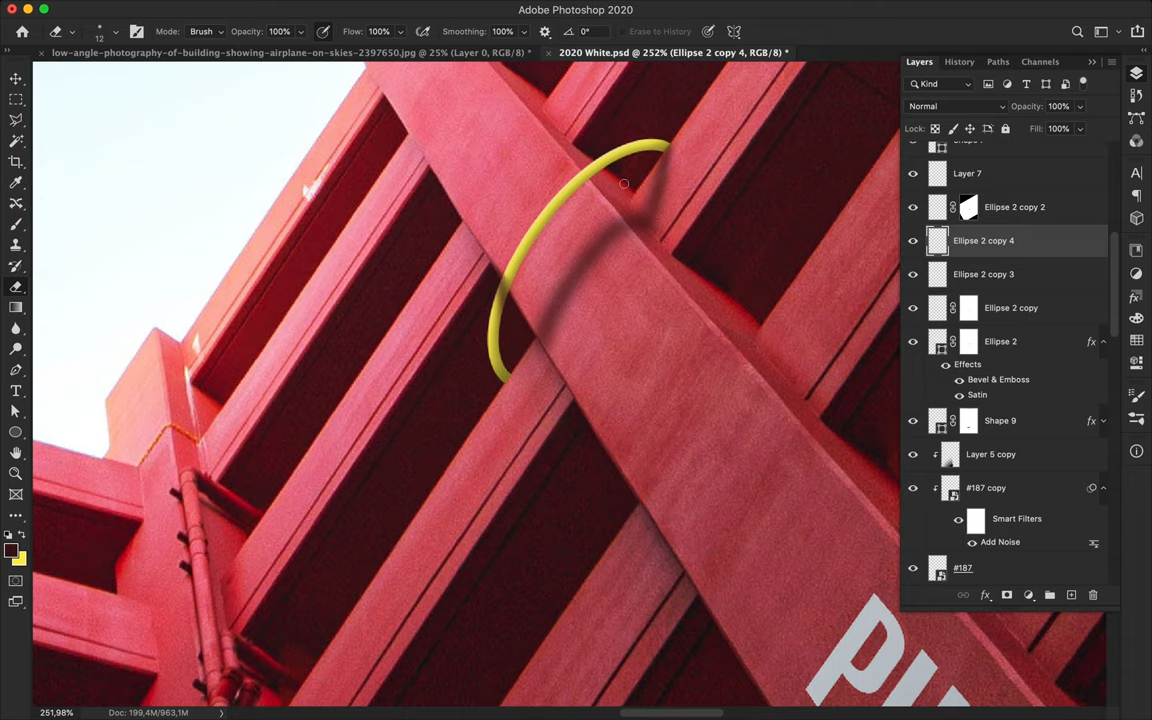 Adobe Photoshop 2020
12 Mode: Brush Opacity: 100% Flow: 100% Smoothing: 100% 0° Erase to History
low-angle-photography-of-building-showing-airplane-on-skies-2397650.jpg @ 25% (Layer 0, RGB/8) *
2020 White.psd @ 252% (Ellipse 2 copy 4, RGB/8) *
Layers History Paths Channels
Kind
Normal Opacity: 100%
Lock: Fill: 100%
Layer 7
Ellipse 2 copy 2
Ellipse 2 copy 4
Ellipse 2 copy 3
Ellipse 2 copy
Ellipse 2 fx
Effects
Bevel & Emboss
Satin
Shape 9 fx
Layer 5 copy
#187 copy
Smart Filters
Add Noise
#187
251,98% Doc: 199,4M/963,1M